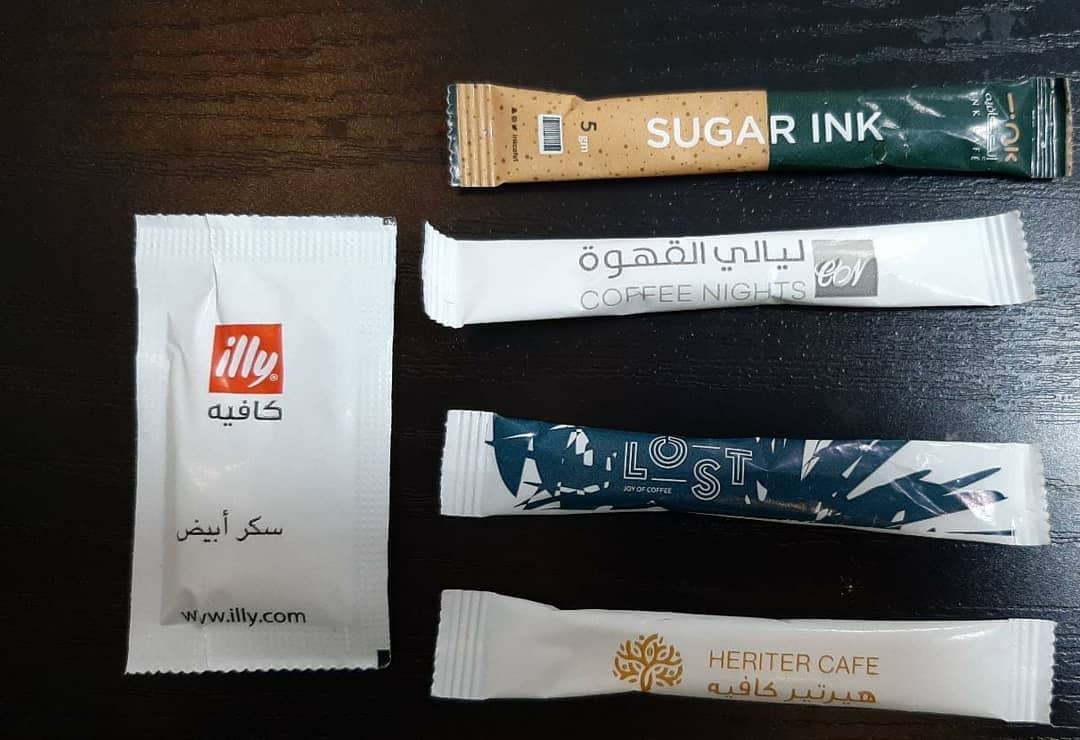 illy
كافيه
سكر أبيض
www.illy.com
5 gm
SUGAR INK
ليالي القهوة
COFFEE NIGHTS
LOST
JOY OF COFFEE
HERITER CAFE
هيرتير كافيه